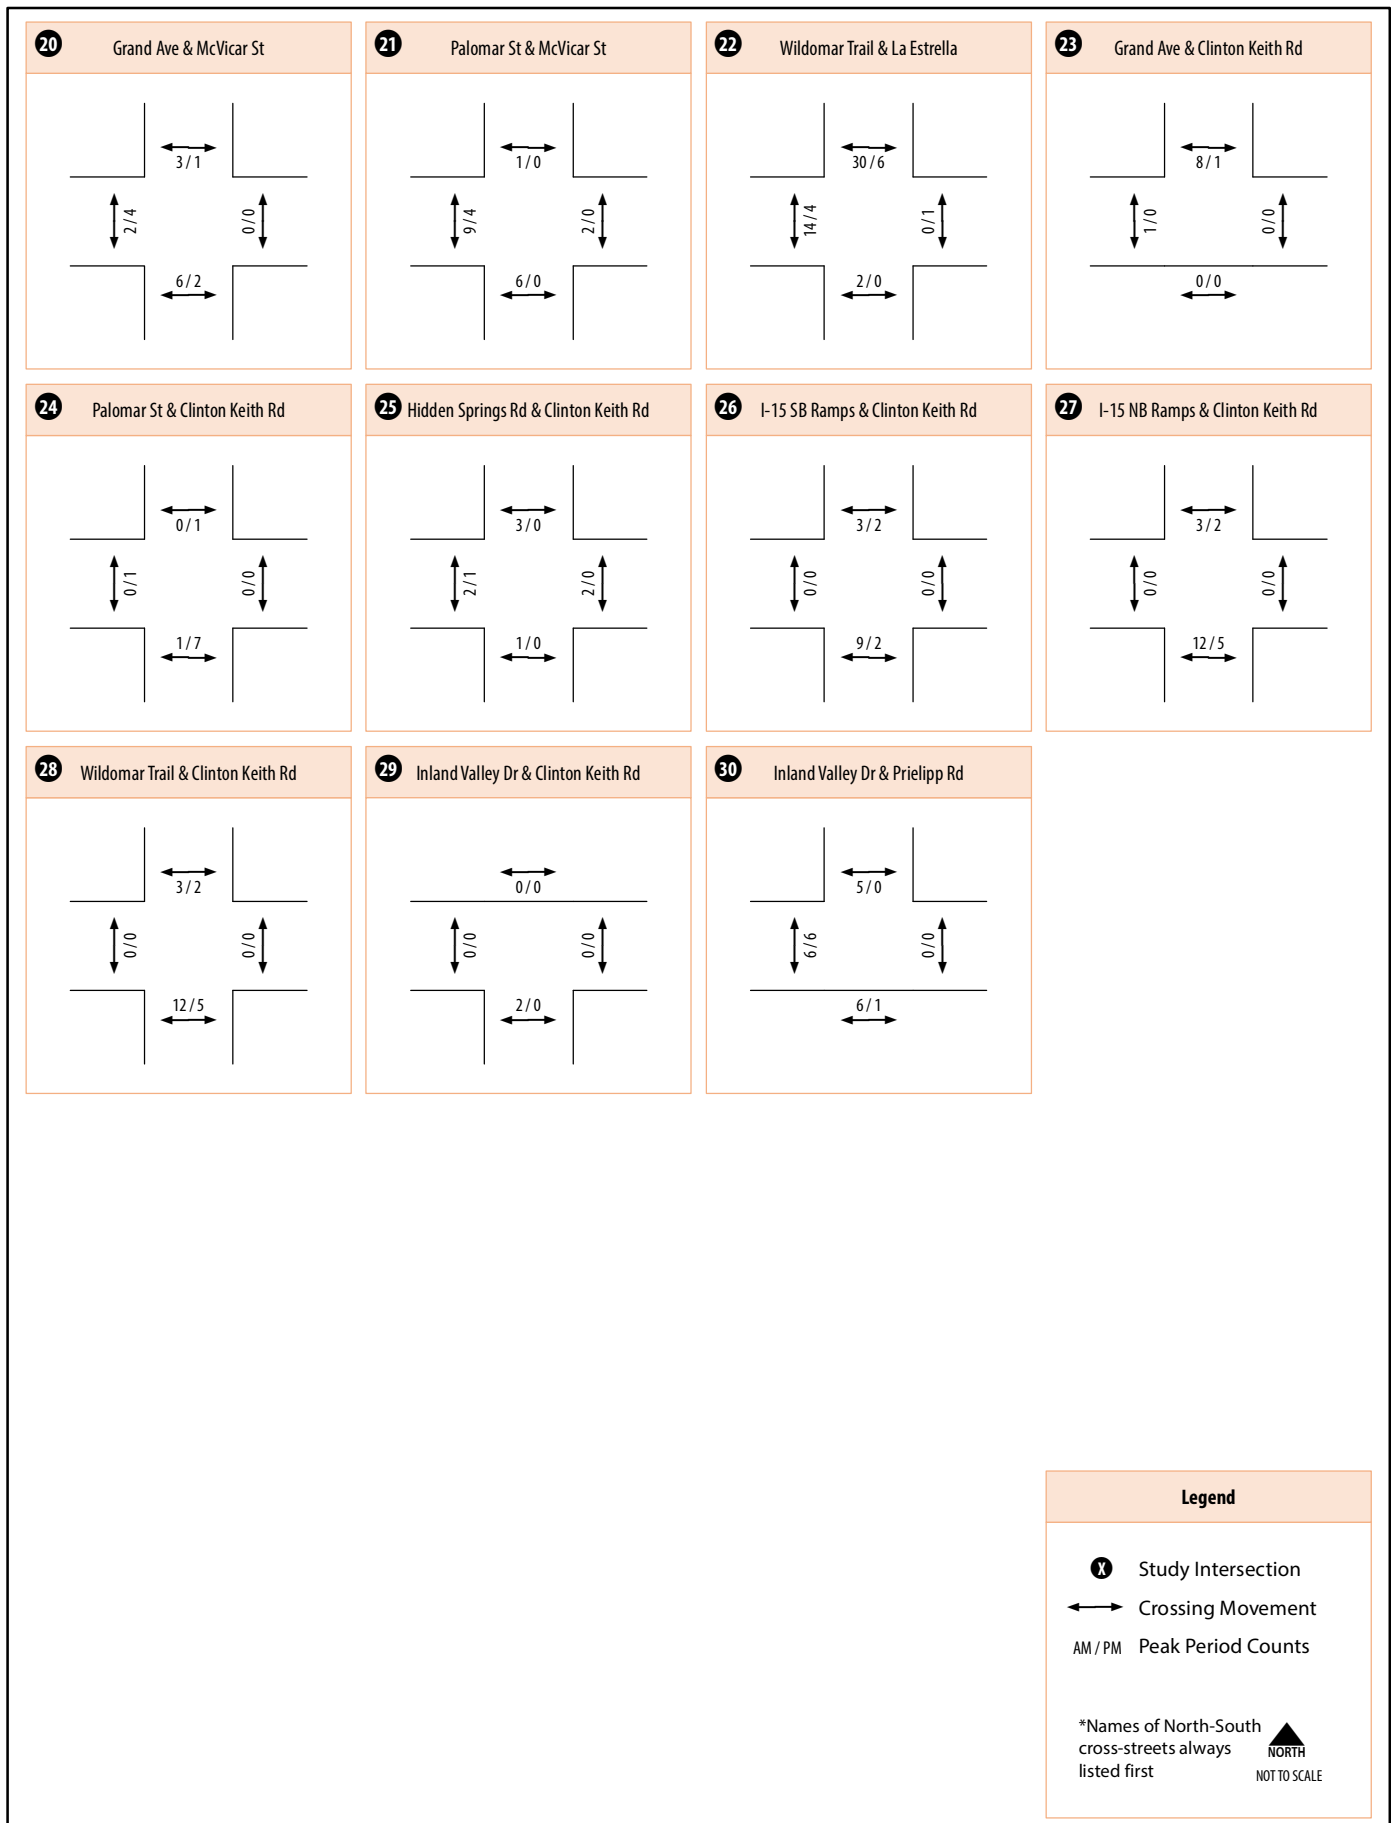 20 Grand Ave & McVicar St
3 / 1
2 / 4
0 / 0
6 / 2
21 Palomar St & McVicar St
1 / 0
9 / 4
2 / 0
6 / 0
22 Wildomar Trail & La Estrella
30 / 6
14 / 4
0 / 1
2 / 0
23 Grand Ave & Clinton Keith Rd
8 / 1
1 / 0
0 / 0
0 / 0
24 Palomar St & Clinton Keith Rd
0 / 1
0 / 1
0 / 0
1 / 7
25 Hidden Springs Rd & Clinton Keith Rd
3 / 0
2 / 1
2 / 0
1 / 0
26 I-15 SB Ramps & Clinton Keith Rd
3 / 2
0 / 0
0 / 0
9 / 2
27 I-15 NB Ramps & Clinton Keith Rd
3 / 2
0 / 0
0 / 0
12 / 5
28 Wildomar Trail & Clinton Keith Rd
3 / 2
0 / 0
0 / 0
12 / 5
29 Inland Valley Dr & Clinton Keith Rd
0 / 0
0 / 0
0 / 0
2 / 0
30 Inland Valley Dr & Prielipp Rd
5 / 0
6 / 6
0 / 0
6 / 1
Legend
X Study Intersection
Crossing Movement
AM / PM Peak Period Counts
*Names of North-South
cross-streets always
listed first
NORTH
NOT TO SCALE